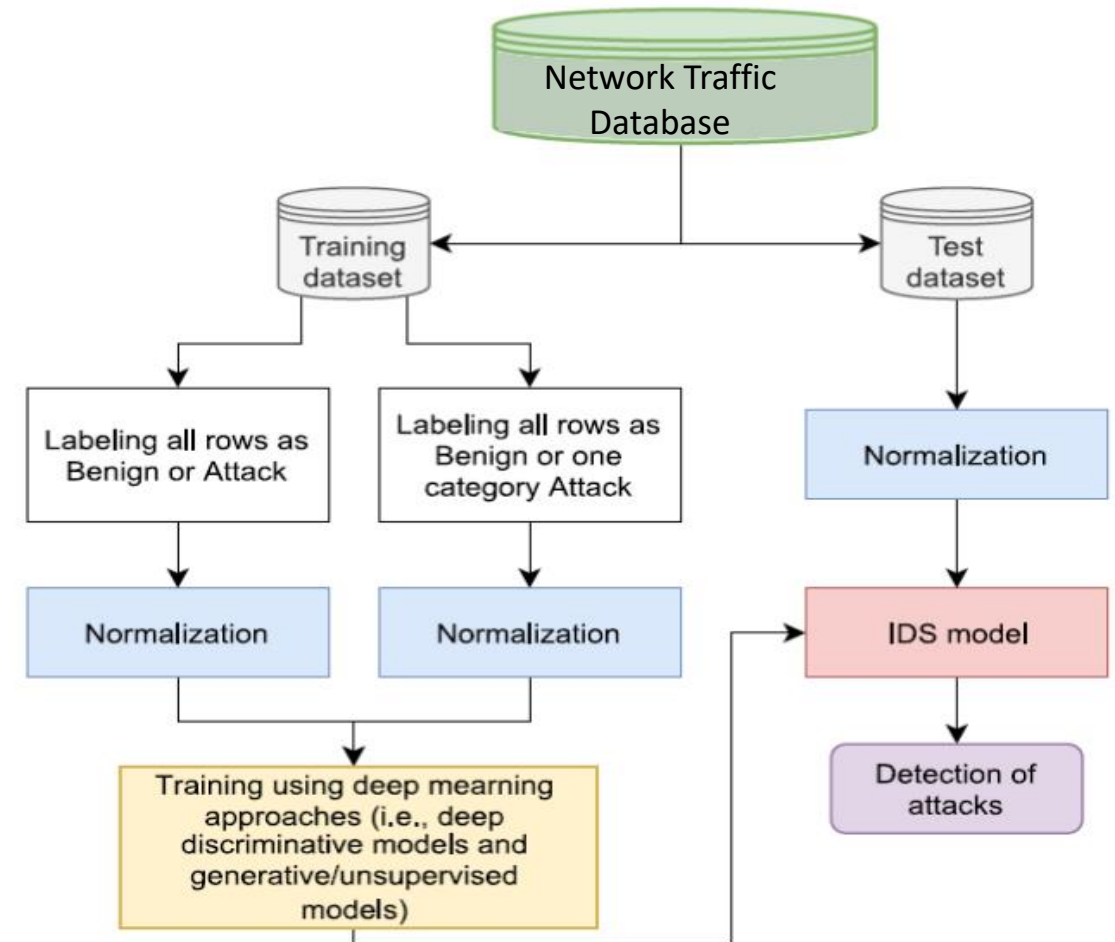 Network Traffic
Database
Training
dataset
Test
dataset
Labeling all rows as
Benign or Attack
Labeling all rows as
Benign or one
category Attack
Normalization
Normalization
Normalization
IDS model
Training using deep mearning
approaches (i.e., deep
discriminative models and
generative/unsupervised
models)
Detection of
attacks